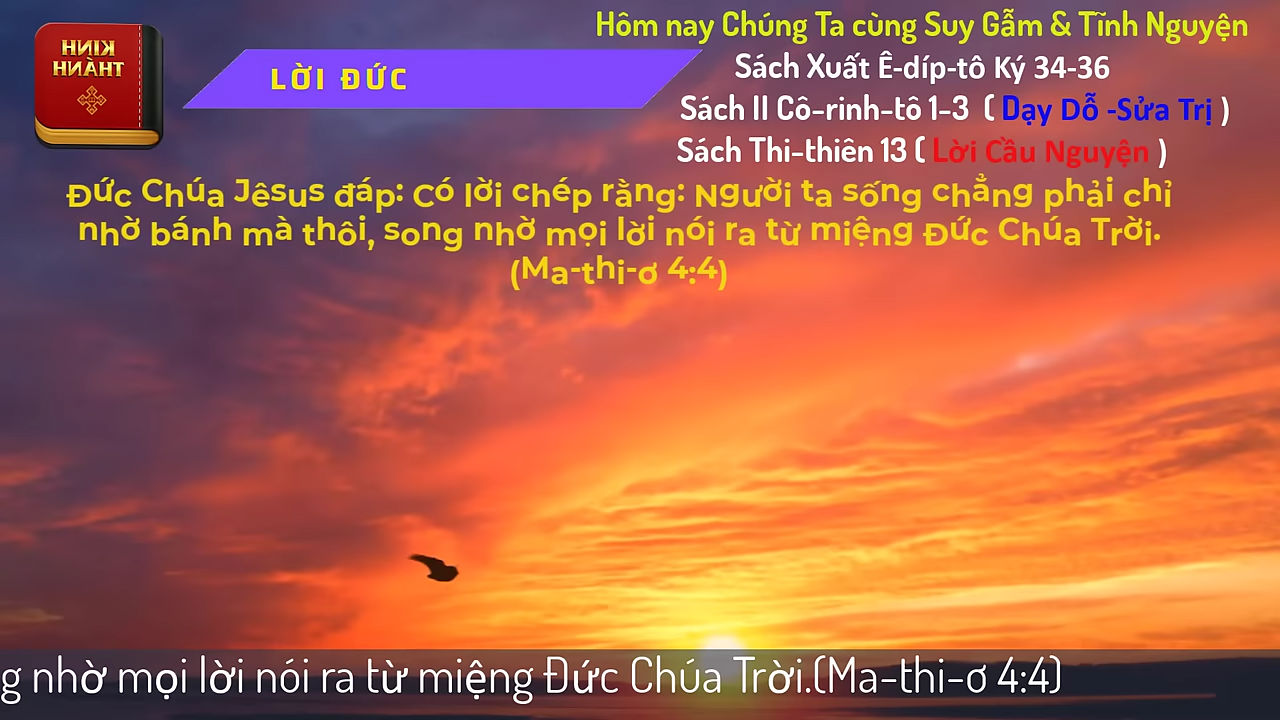 KINH
THÀNH
LỜI ĐỨC
Hôm nay Chúng Ta cùng Suy Gẫm & Tĩnh Nguyện
Sách Xuất Ê-díp-tô Ký 34-36
Sách II Cô-rinh-tô 1-3 ( Dạy Dỗ -Sửa Trị )
Sách Thi-thiên 13 ( Lời Cầu Nguyện )
Đức Chúa Jêsus đáp: Có lời chép rằng: Người ta sống chẳng phải chỉ
nhờ bánh mà thôi, song nhờ mọi lời nói ra từ miệng Đức Chúa Trời.
(Ma-thi-ơ 4:4)
g nhờ mọi lời nói ra từ miệng Đức Chúa Trời.(Ma-thi-ơ 4:4)